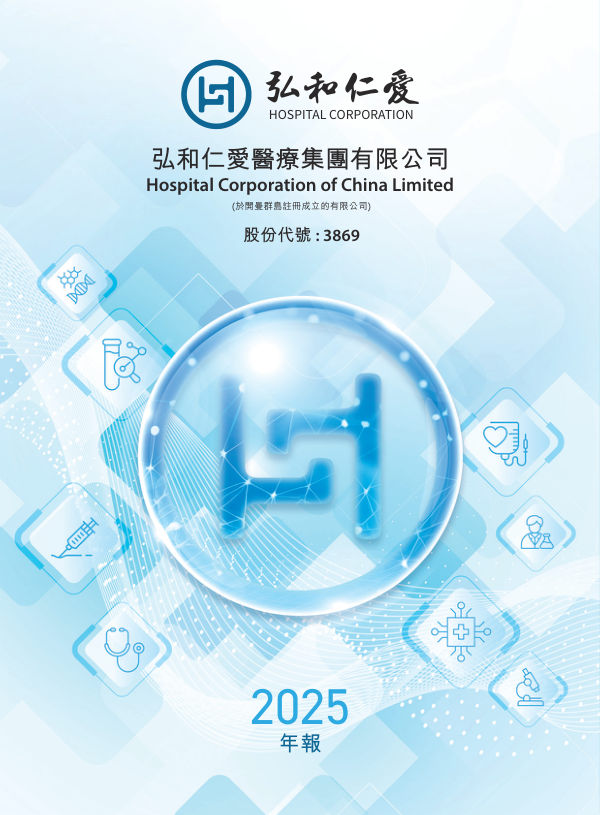 弘和仁愛
HOSPITAL CORPORATION
弘和仁愛醫療集團有限公司
Hospital Corporation of China Limited
(於開曼群島註冊成立的有限公司)
股份代號 : 3869
2025
年報